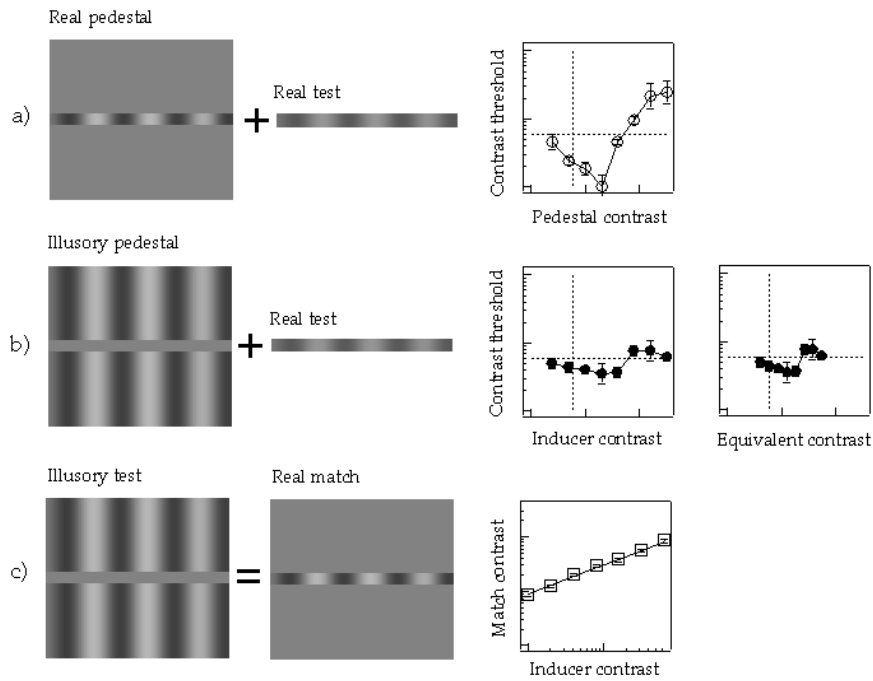 Real pedestal
a)
+
Real test
Contrast threshold
Pedestal contrast
Illusory pedestal
b)
+
Real test
Contrast threshold
Inducer contrast
Equivalent contrast
Illusory test
Real match
c)
=
Match contrast
Inducer contrast